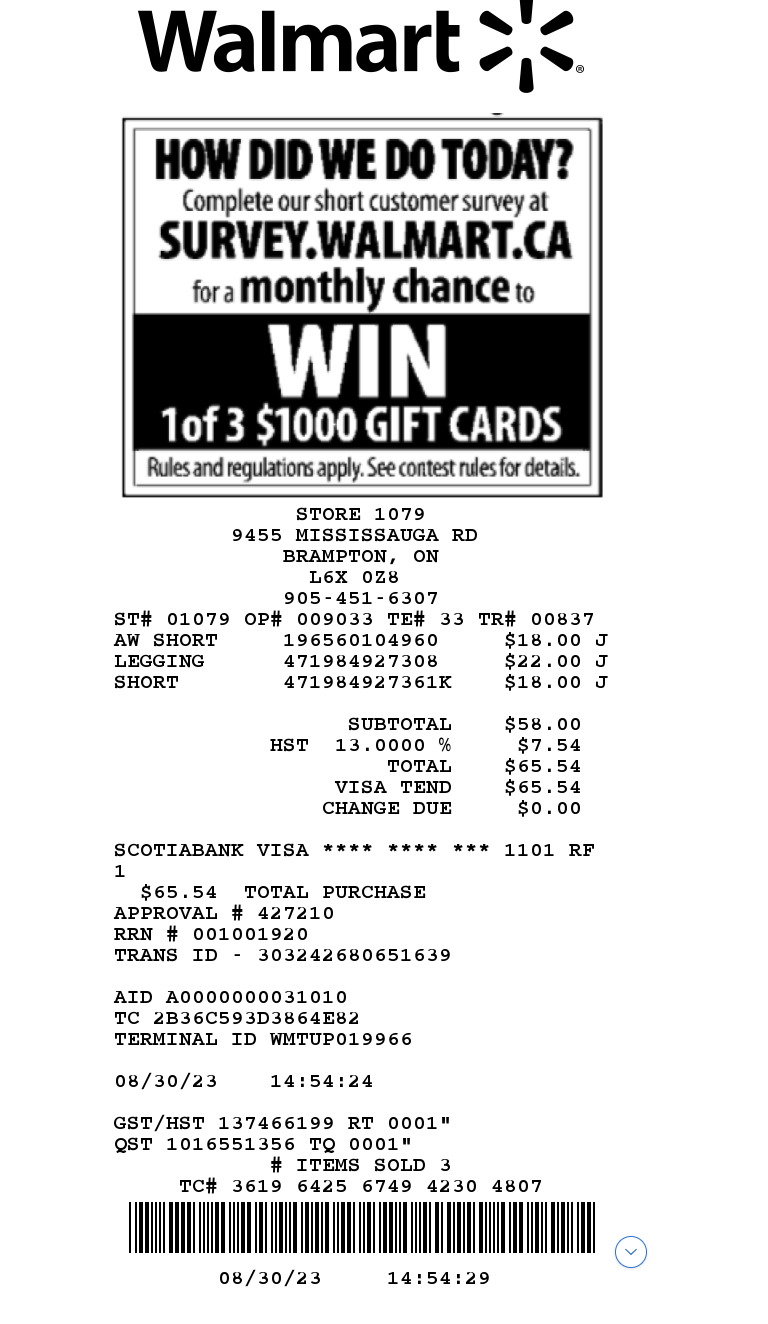 Walmart ®
HOW DID WE DO TODAY?
Complete our short customer survey at
SURVEY.WALMART.CA
for a monthly chance to
WIN
1 of 3 $1000 GIFT CARDS
Rules and regulations apply. See contest rules for details.
STORE 1079
9455 MISSISSAUGA RD
BRAMPTON, ON
L6X 0Z8
905-451-6307
ST# 01079 OP# 009033 TE# 33 TR# 00837
AW SHORT 196560104960 $18.00 J
LEGGING 471984927308 $22.00 J
SHORT 471984927361K $18.00 J
SUBTOTAL $58.00
HST 13.0000 % $7.54
TOTAL $65.54
VISA TEND $65.54
CHANGE DUE $0.00
SCOTIABANK VISA **** **** *** 1101 RF
1
$65.54 TOTAL PURCHASE
APPROVAL # 427210
RRN # 001001920
TRANS ID - 303242680651639
AID A0000000031010
TC 2B36C593D3864E82
TERMINAL ID WMTUP019966
08/30/23 14:54:24
GST/HST 137466199 RT 0001"
QST 1016551356 TQ 0001"
# ITEMS SOLD 3
TC# 3619 6425 6749 4230 4807
08/30/23 14:54:29